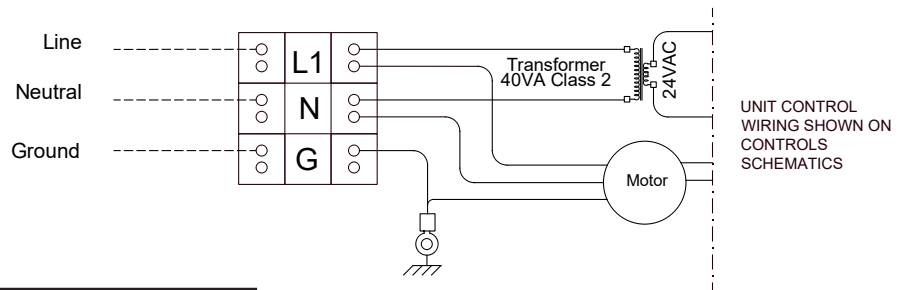 Line
Neutral
Ground
L1
N
G
Transformer
40VA Class 2
24VAC
Motor
UNIT CONTROL
WIRING SHOWN ON
CONTROLS
SCHEMATICS